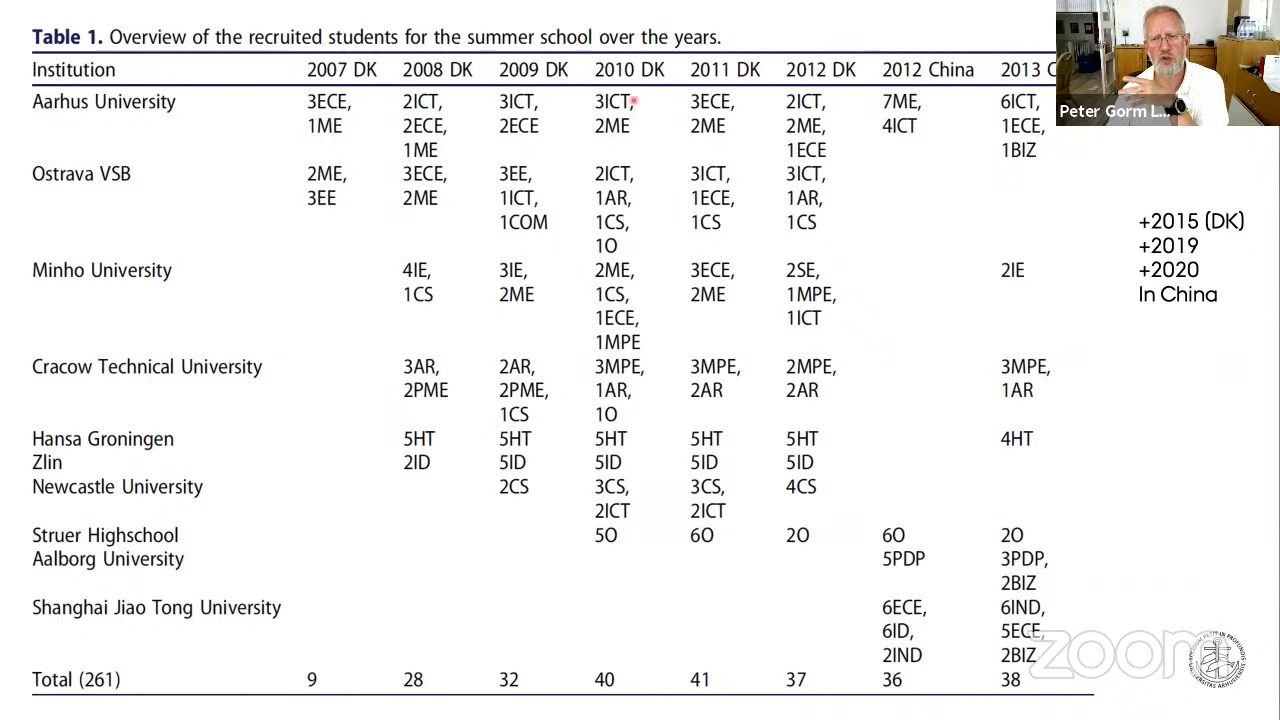 Table 1. Overview of the recruited students for the summer school over the years.
Institution 2007 DK 2008 DK 2009 DK 2010 DK 2011 DK 2012 DK 2012 China 2013 C
Aarhus University 3ECE, 2ICT, 3ICT, 3ICT, 3ECE, 2ICT, 7ME, 6ICT,
1ME 2ECE, 2ECE 2ME 2ME 2ME, 4ICT 1ECE,
1ME 1ECE 1BIZ
Ostrava VSB 2ME, 3ECE, 3EE, 2ICT, 3ICT, 3ICT,
3EE 2ME 1ICT, 1AR, 1ECE, 1AR,
1COM 1CS, 1CS 1CS
1O
Minho University 4IE, 3IE, 2ME, 3ECE, 2SE, 2IE
1CS 2ME 1CS, 2ME 1MPE,
1ECE, 1ICT
1MPE
Cracow Technical University 3AR, 2AR, 3MPE, 3MPE, 2MPE, 3MPE,
2PME 2PME, 1AR, 2AR 2AR 1AR
1CS 1O
Hansa Groningen 5HT 5HT 5HT 5HT 5HT 4HT
Zlin 2ID 5ID 5ID 5ID 5ID
Newcastle University 2CS 3CS, 3CS, 4CS
2ICT 2ICT
Struer Highschool 5O 6O 2O 6O 2O
Aalborg University 5PDP 3PDP,
2BIZ
Shanghai Jiao Tong University 6ECE, 6IND,
6ID, 5ECE,
2IND 2BIZ
Total (261) 9 28 32 40 41 37 36 38
Peter Gorm L...
+2015 (DK)
+2019
+2020
In China
zoom